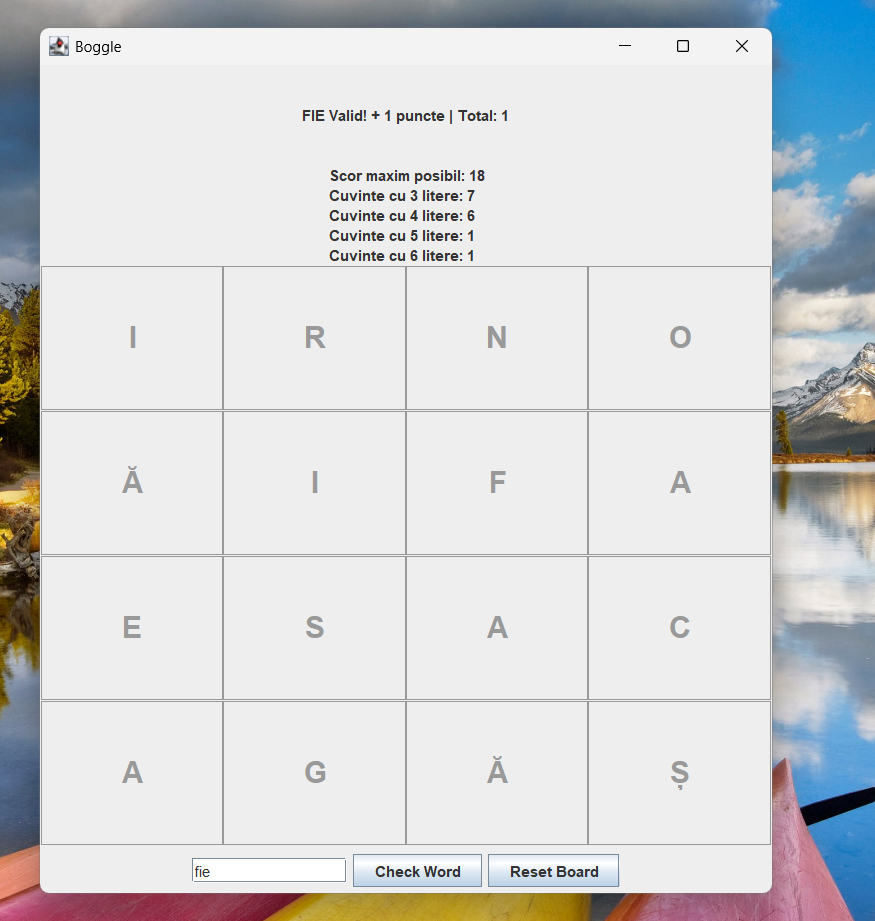 Boggle
FIE Valid! + 1 puncte | Total: 1
Scor maxim posibil: 18
Cuvinte cu 3 litere: 7
Cuvinte cu 4 litere: 6
Cuvinte cu 5 litere: 1
Cuvinte cu 6 litere: 1
I R N O
Ă I F A
E S A C
A G Ă Ș
fie Check Word Reset Board